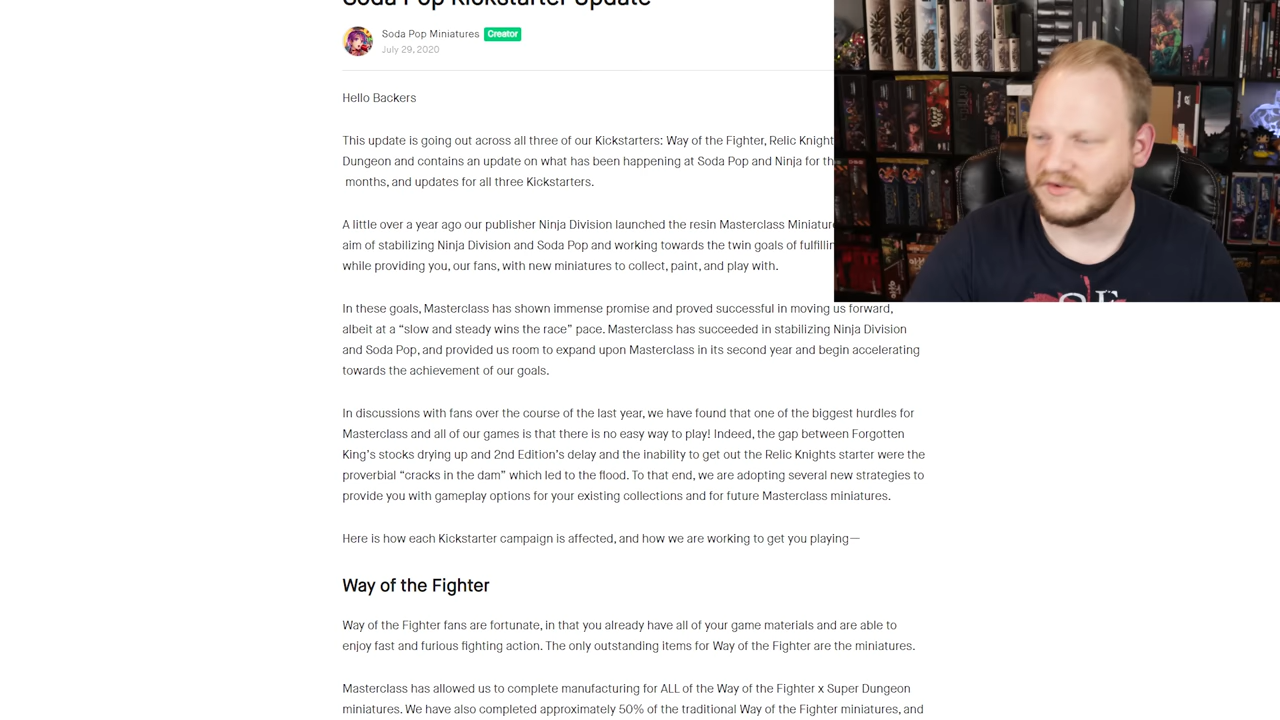 Soda Pop Kickstarter Update
Soda Pop Miniatures Creator
July 29, 2020
Hello Backers
This update is going out across all three of our Kickstarters: Way of the Fighter, Relic Knight
Dungeon and contains an update on what has been happening at Soda Pop and Ninja for th
months, and updates for all three Kickstarters.
A little over a year ago our publisher Ninja Division launched the resin Masterclass Miniatur
aim of stabilizing Ninja Division and Soda Pop and working towards the twin goals of fulfillin
while providing you, our fans, with new miniatures to collect, paint, and play with.
In these goals, Masterclass has shown immense promise and proved successful in moving us forward,
albeit at a “slow and steady wins the race” pace. Masterclass has succeeded in stabilizing Ninja Division
and Soda Pop, and provided us room to expand upon Masterclass in its second year and begin accelerating
towards the achievement of our goals.
In discussions with fans over the course of the last year, we have found that one of the biggest hurdles for
Masterclass and all of our games is that there is no easy way to play! Indeed, the gap between Forgotten
King’s stocks drying up and 2nd Edition’s delay and the inability to get out the Relic Knights starter were the
proverbial “cracks in the dam” which led to the flood. To that end, we are adopting several new strategies to
provide you with gameplay options for your existing collections and for future Masterclass miniatures.
Here is how each Kickstarter campaign is affected, and how we are working to get you playing—
Way of the Fighter
Way of the Fighter fans are fortunate, in that you already have all of your game materials and are able to
enjoy fast and furious fighting action. The only outstanding items for Way of the Fighter are the miniatures.
Masterclass has allowed us to complete manufacturing for ALL of the Way of the Fighter x Super Dungeon
miniatures. We have also completed approximately 50% of the traditional Way of the Fighter miniatures, and